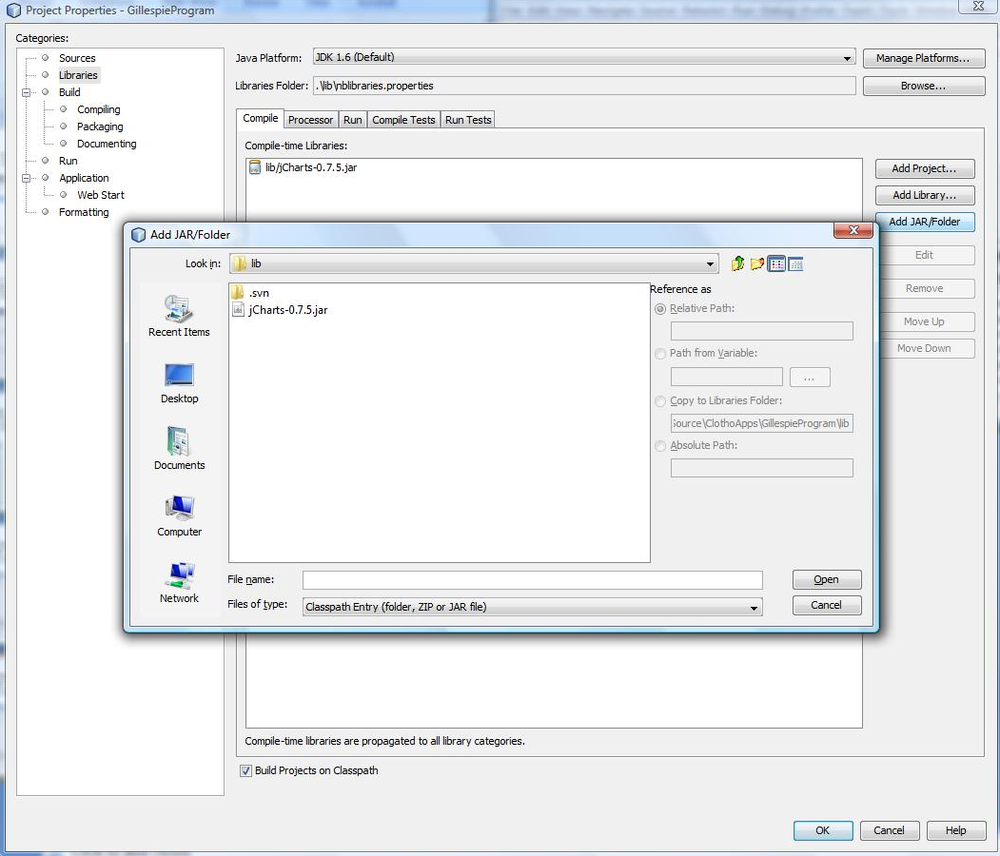 Project Properties - GillespieProgram
Categories:
Sources
Libraries
Build
Compiling
Packaging
Documenting
Run
Application
Web Start
Formatting
Java Platform:
JDK 1.6 (Default)
Manage Platforms...
Libraries Folder:
.\lib\nblibraries.properties
Browse...
Compile
Processor
Run
Compile Tests
Run Tests
Compile-time Libraries:
lib/jCharts-0.7.5.jar
Add Project...
Add Library...
Add JAR/Folder
Edit
Remove
Move Up
Move Down
Add JAR/Folder
Look in:
lib
Recent Items
Desktop
Documents
Computer
Network
.svn
jCharts-0.7.5.jar
Reference as
Relative Path:
Path from Variable:
...
Copy to Libraries Folder:
Source\ClothoApps\GillespieProgram\lib
Absolute Path:
File name:
Open
Files of type:
Classpath Entry (folder, ZIP or JAR file)
Cancel
Compile-time libraries are propagated to all library categories.
Build Projects on Classpath
OK
Cancel
Help